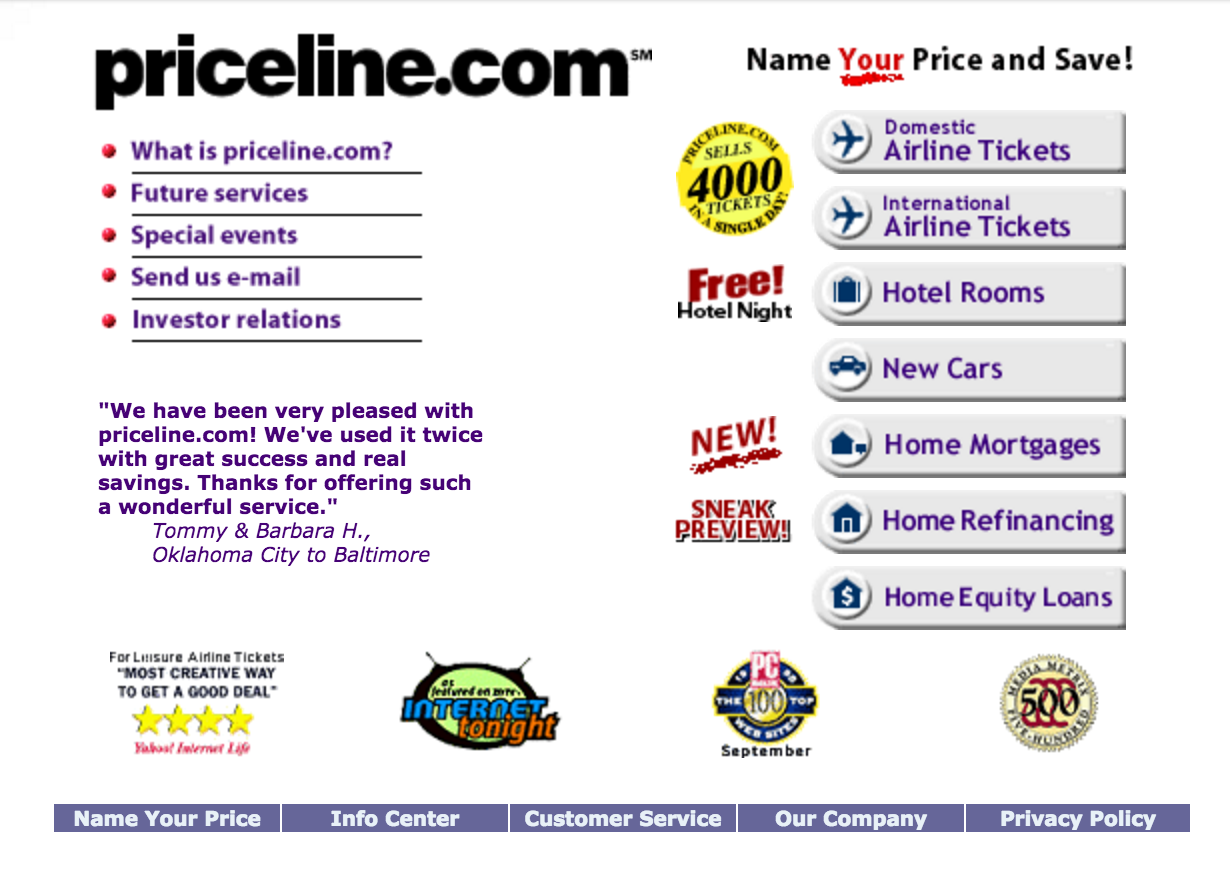 priceline.com℠
Name Your Price and Save!
What is priceline.com?
Future services
Special events
Send us e-mail
Investor relations
"We have been very pleased with
priceline.com! We've used it twice
with great success and real
savings. Thanks for offering such
a wonderful service."
Tommy & Barbara H.,
Oklahoma City to Baltimore
PRICELINE.COM
SELLS
4000
TICKETS
IN A SINGLE DAY!
Domestic
Airline Tickets
International
Airline Tickets
Free!
Hotel Night
Hotel Rooms
New Cars
NEW!
Home Mortgages
SNEAK
PREVIEW!
Home Refinancing
Home Equity Loans
For Leisure Airline Tickets
"MOST CREATIVE WAY
TO GET A GOOD DEAL"
Yahoo! Internet Life
as
featured on zdtv's
INTERNET
tonight
PC
MAGAZINE
1998
THE 100 TOP
WEB SITES
September
MEDIA METRIX
500
FIVE-HUNDRED
Name Your Price
Info Center
Customer Service
Our Company
Privacy Policy